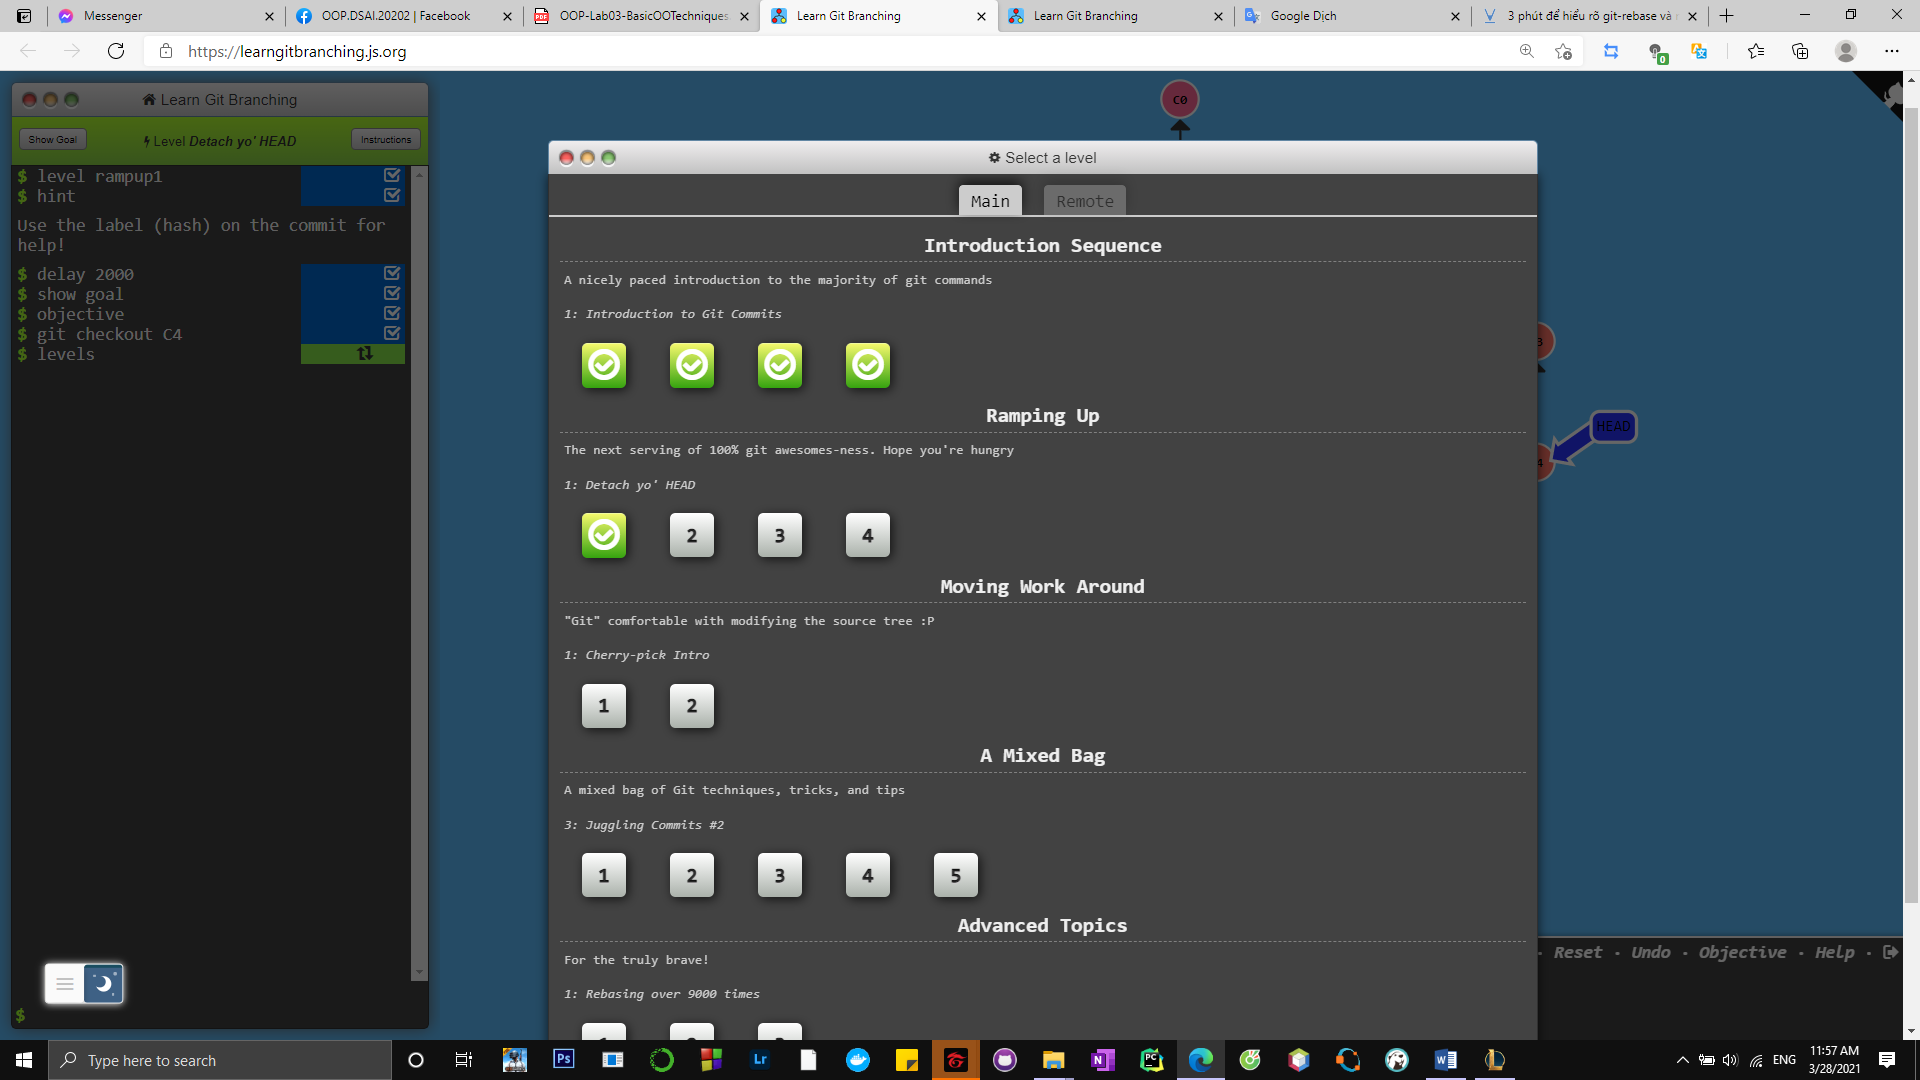 Messenger
OOP.DSAI.20202 | Facebook
OOP-Lab03-BasicOOTechniques
Learn Git Branching
Learn Git Branching
Google Dịch
3 phút để hiểu rõ git-rebase và
https://learngitbranching.js.org
0
Learn Git Branching
Show Goal
Level Detach yo' HEAD
Instructions
$ level rampup1
$ hint
Use the label (hash) on the commit for
help!
$ delay 2000
$ show goal
$ objective
$ git checkout C4
$ levels
$
C0
HEAD
Select a level
Main
Remote
Introduction Sequence
A nicely paced introduction to the majority of git commands
1: Introduction to Git Commits
Ramping Up
The next serving of 100% git awesomes-ness. Hope you're hungry
1: Detach yo' HEAD
2 3 4
Moving Work Around
"Git" comfortable with modifying the source tree :P
1: Cherry-pick Intro
1 2
A Mixed Bag
A mixed bag of Git techniques, tricks, and tips
3: Juggling Commits #2
1 2 3 4 5
Advanced Topics
For the truly brave!
1: Rebasing over 9000 times
Reset · Undo · Objective · Help ·
Type here to search
Ps
Lr
N
PC
W
ENG
11:57 AM
3/28/2021